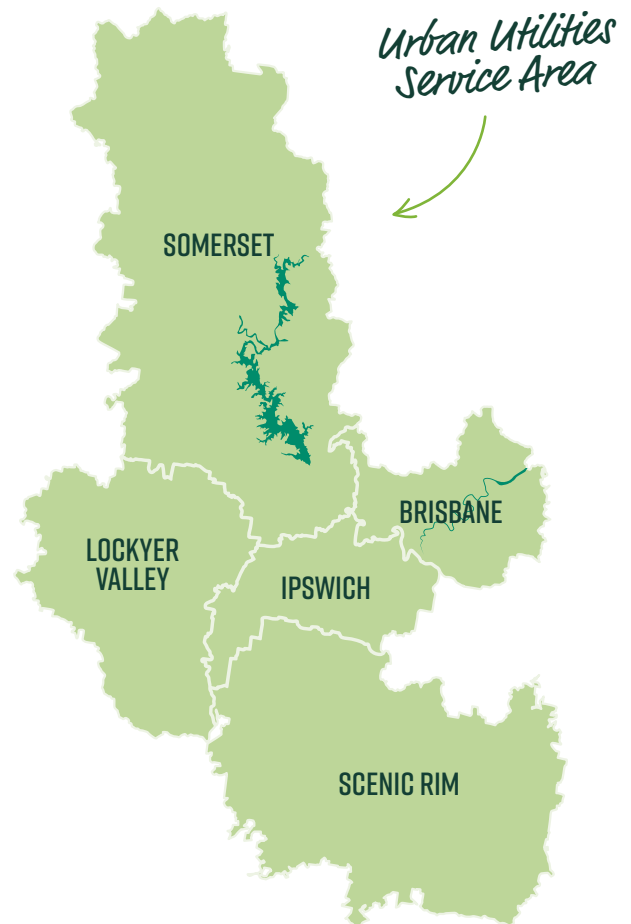 Urban Utilities
Service Area
SOMERSET
BRISBANE
LOCKYER
VALLEY
IPSWICH
SCENIC RIM